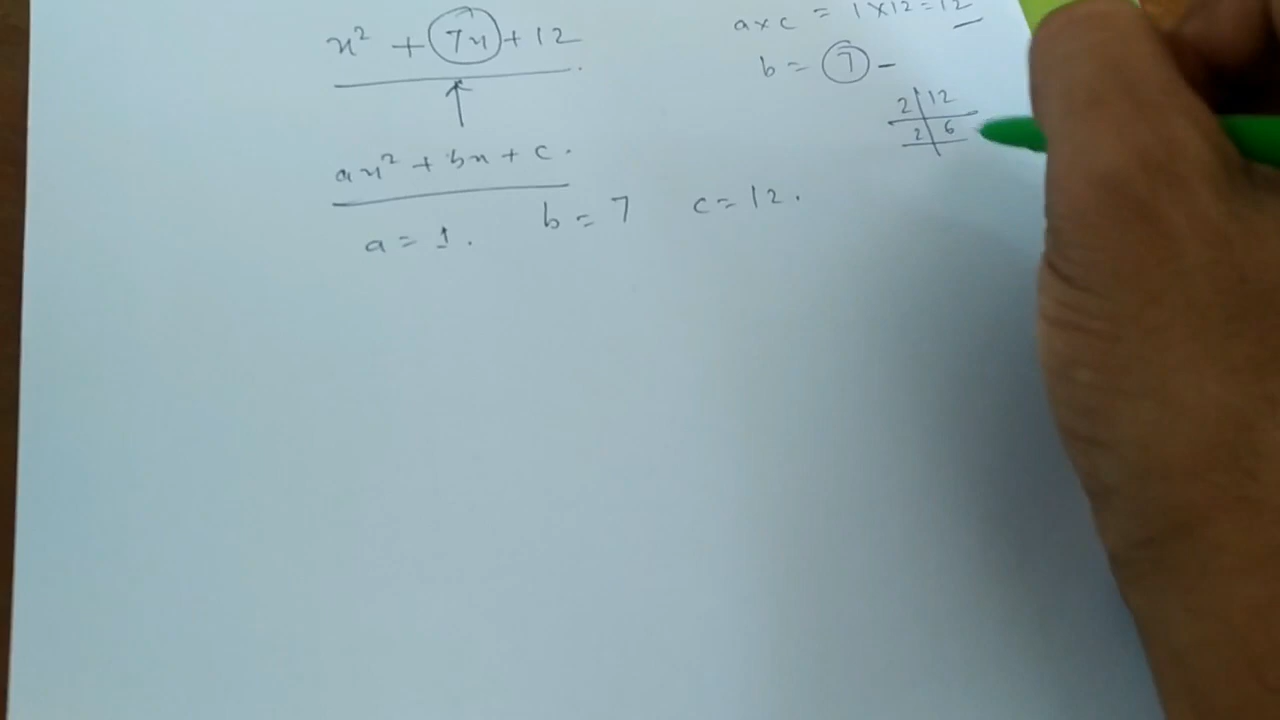 x² + 7x + 12
ax² + bx + c.
a = 1. b = 7 c = 12.
a×c = 1×12 = 12
b = 7 -
2 | 12
2 | 6